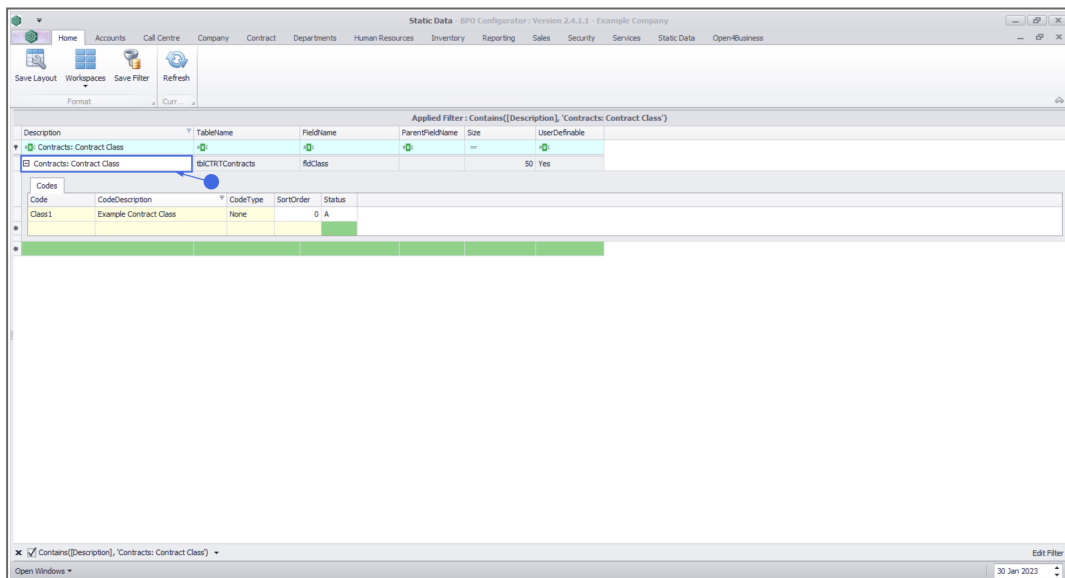 Static Data - BPO Configurator : Version 2.4.1.1 - Example Company
Home Accounts Call Centre Company Contract Departments Human Resources Inventory Reporting Sales Security Services Static Data Open4Business
Save Layout Workspaces Save Filter Refresh
Format Curr...
Applied Filter : Contains([Description], 'Contracts: Contract Class')
Description TableName FieldName ParentFieldName Size UserDefinable
Contracts: Contract Class =
Contracts: Contract Class tblCTRTContracts fldClass 50 Yes
Codes
Code CodeDescription CodeType SortOrder Status
Class1 Example Contract Class None 0 A
Contains([Description], 'Contracts: Contract Class') Edit Filter
Open Windows 30 Jan 2023